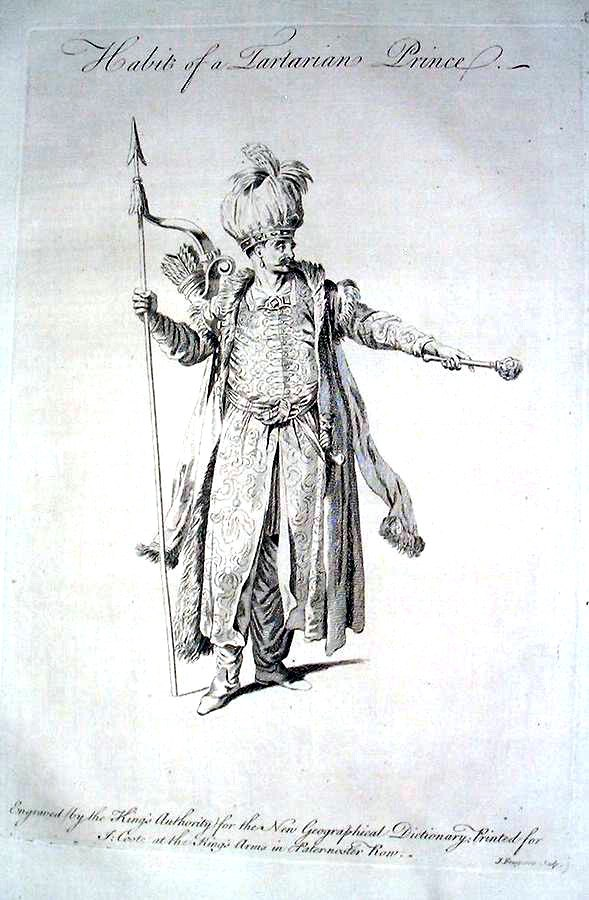 Habit of a Tartarian Prince.
Engraved (by the King's Authority) for the New Geographical Dictionary; Printed for
J: Coote at the King's Arms in Paternoster Row.
Sculp.